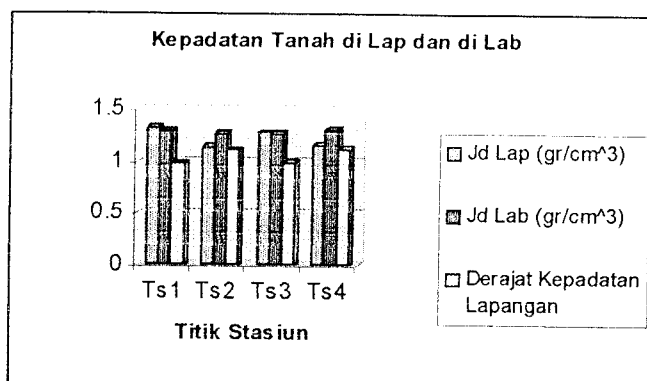 Kepadatan Tanah di Lap dan di Lab
1.5
1
0.5
0
Ts1 Ts2 Ts3 Ts4
Titik Stasiun
Jd Lap (gr/cm^3)
Jd Lab (gr/cm^3)
Derajat Kepadatan
Lapangan